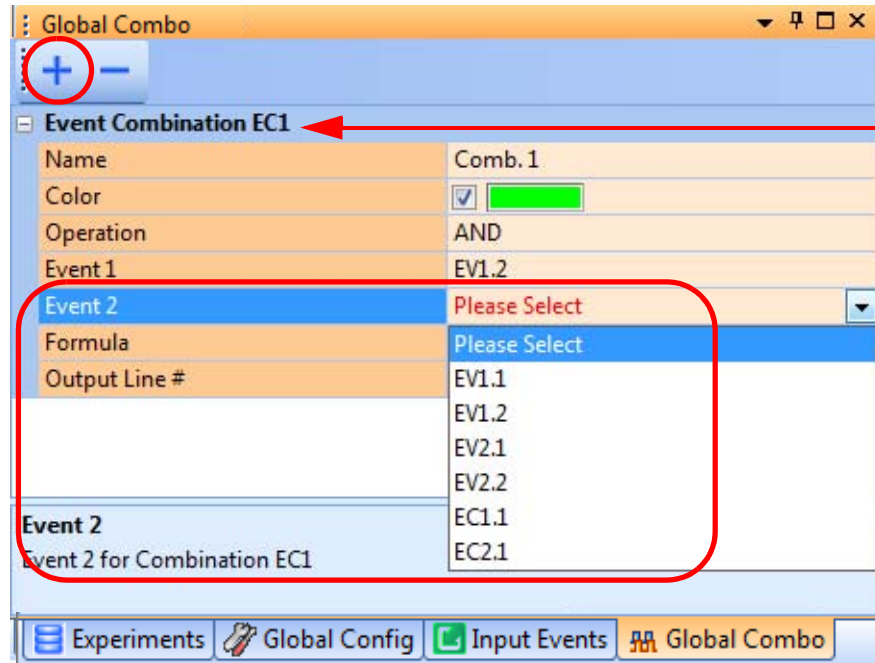 Global Combo
Event Combination EC1
Name Comb. 1
Color
Operation AND
Event 1 EV1.2
Event 2 Please Select
Formula Please Select
Output Line # EV1.1
EV1.2
EV2.1
EV2.2
EC1.1
EC2.1
Event 2
Event 2 for Combination EC1
Experiments Global Config Input Events Global Combo